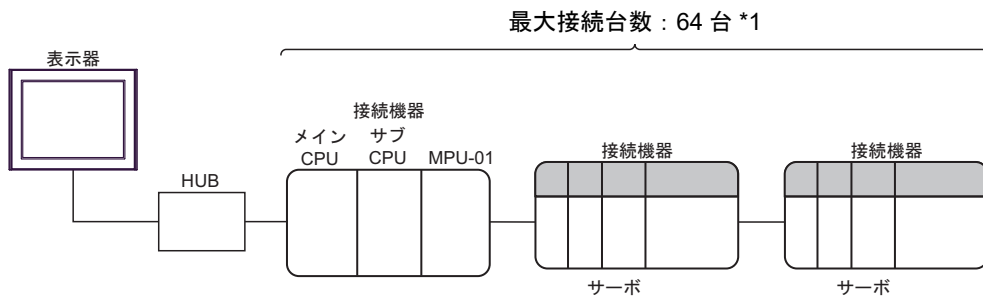 最大接続台数：64 台 *1
表示器
接続機器
メイン サブ
CPU CPU MPU-01
接続機器 接続機器
HUB
サーボ サーボ